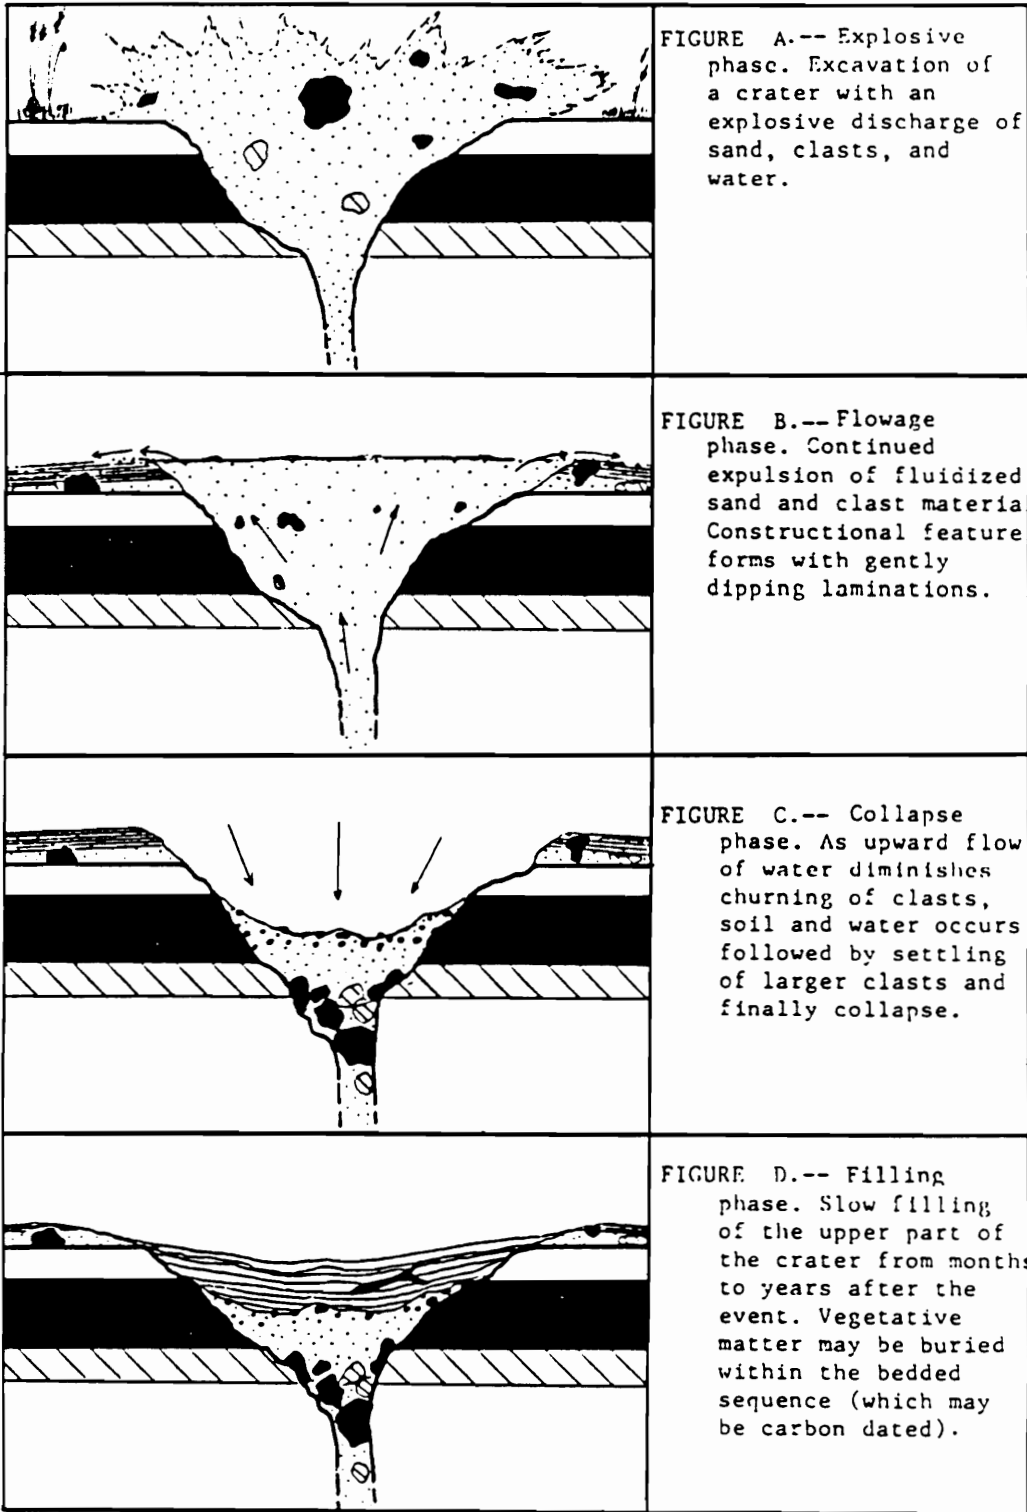 FIGURE A.-- Explosive
phase. Excavation of
a crater with an
explosive discharge of
sand, clasts, and
water.
FIGURE B.-- Flowage
phase. Continued
expulsion of fluidized
sand and clast materia
Constructional feature
forms with gently
dipping laminations.
FIGURE C.-- Collapse
phase. As upward flow
of water diminishes
churning of clasts,
soil and water occurs
followed by settling
of larger clasts and
finally collapse.
FIGURE D.-- Filling
phase. Slow filling
of the upper part of
the crater from months
to years after the
event. Vegetative
matter may be buried
within the bedded
sequence (which may
be carbon dated).